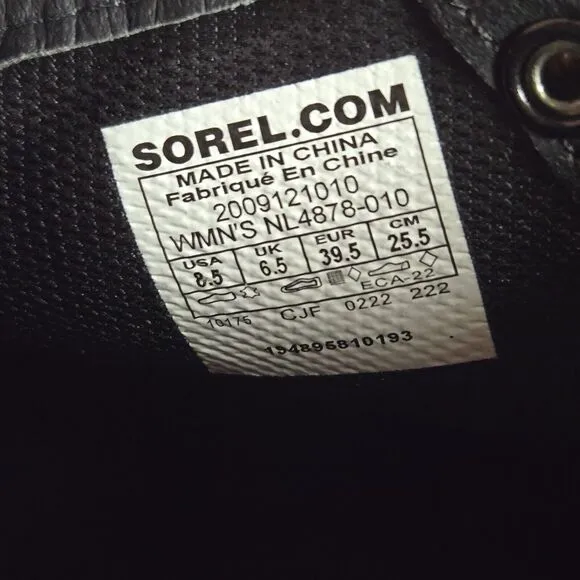 SOREL.COM
MADE IN CHINA
Fabriqué En Chine
2009121010
WMN'S NL4878-010
USA UK EUR CM
8.5 6.5 39.5 25.5
ECA-22
10175 CJF 0222 222
194895810193